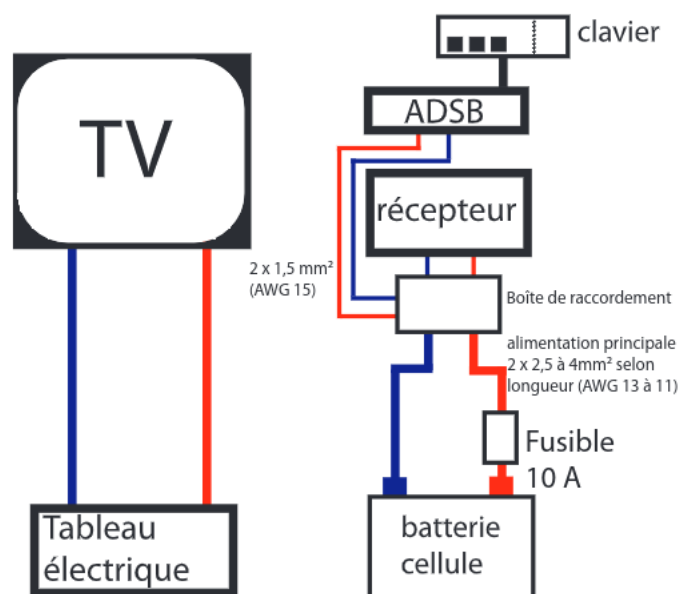 clavier
ADSB
TV
récepteur
2 x 1,5 mm²
(AWG 15)
Boîte de raccordement
alimentation principale
2 x 2,5 à 4mm² selon
longueur (AWG 13 à 11)
Fusible
10 A
Tableau
électrique
batterie
cellule